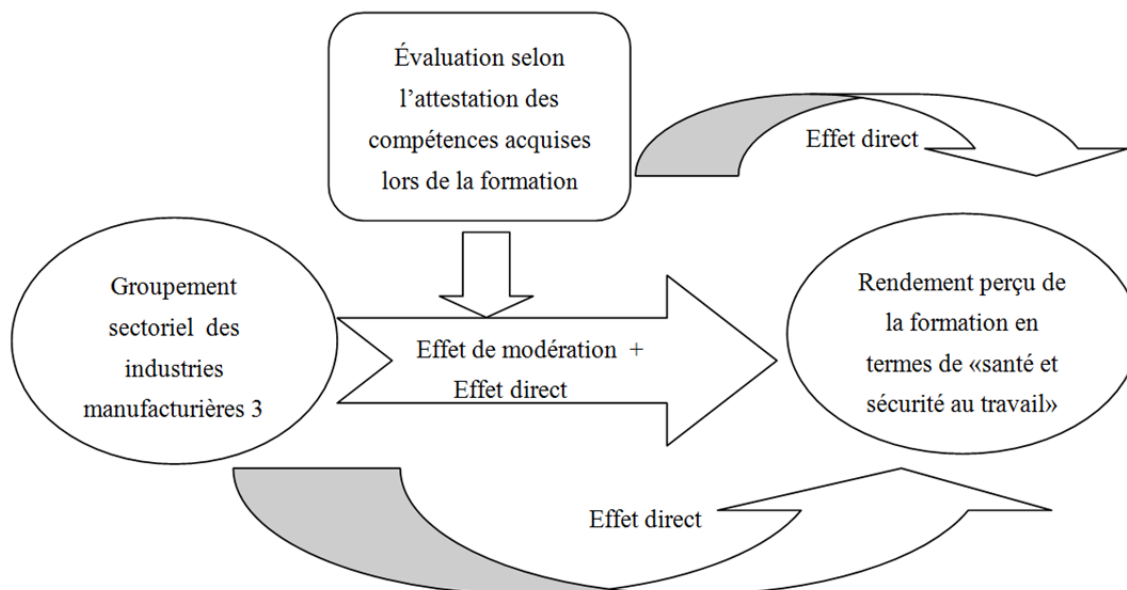 Évaluation selon
l’attestation des
compétences acquises
lors de la formation
Effet direct
Groupement
sectoriel des
industries
manufacturières 3
Effet de modération +
Effet direct
Rendement perçu de
la formation en
termes de «santé et
sécurité au travail»
Effet direct